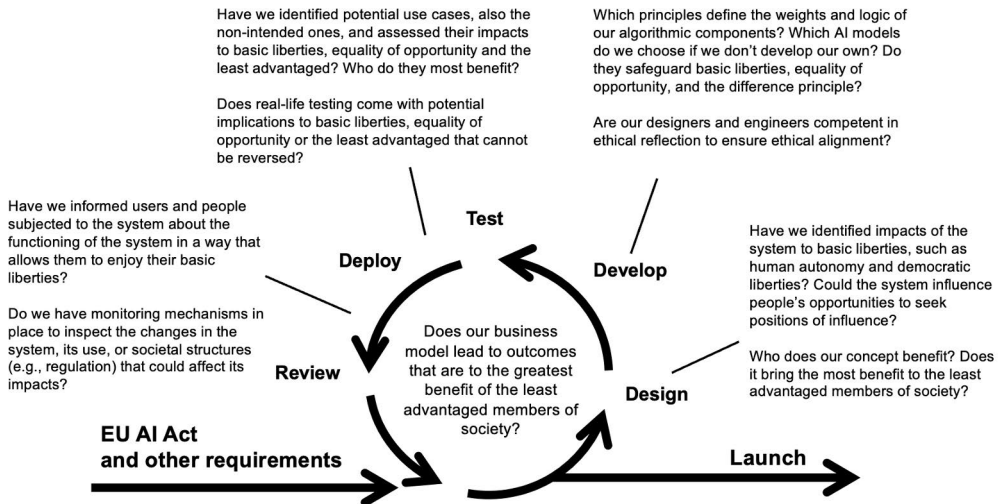 Have we identified potential use cases, also the
non-intended ones, and assessed their impacts
to basic liberties, equality of opportunity and the
least advantaged? Who do they most benefit?
Does real-life testing come with potential
implications to basic liberties, equality of
opportunity or the least advantaged that cannot
be reversed?
Which principles define the weights and logic of
our algorithmic components? Which AI models
do we choose if we don’t develop our own? Do
they safeguard basic liberties, equality of
opportunity, and the difference principle?
Are our designers and engineers competent in
ethical reflection to ensure ethical alignment?
Have we informed users and people
subjected to the system about the
functioning of the system in a way that
allows them to enjoy their basic
liberties?
Do we have monitoring mechanisms in
place to inspect the changes in the
system, its use, or societal structures
(e.g., regulation) that could affect its
impacts?
Test
Deploy
Develop
Have we identified impacts of the
system to basic liberties, such as
human autonomy and democratic
liberties? Could the system influence
people’s opportunities to seek
positions of influence?
Who does our concept benefit? Does
it bring the most benefit to the least
advantaged members of society?
Does our business
model lead to outcomes
that are to the greatest
benefit of the least
advantaged members of
society?
Review
Design
EU AI Act
and other requirements
Launch